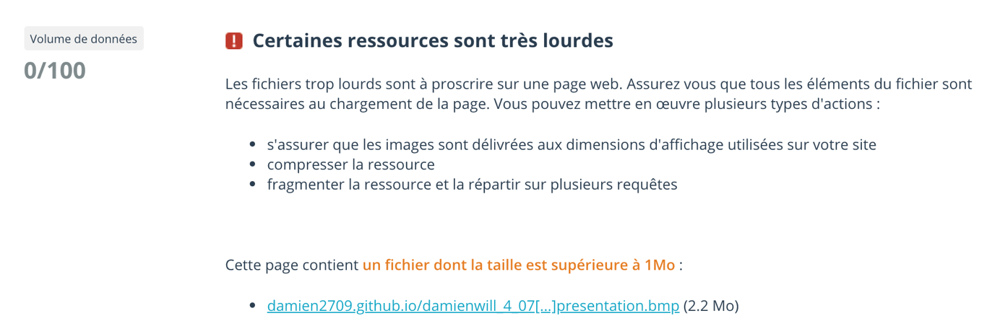 Volume de données
0/100
Certaines ressources sont très lourdes
Les fichiers trop lourds sont à proscrire sur une page web. Assurez vous que tous les éléments du fichier sont
nécessaires au chargement de la page. Vous pouvez mettre en œuvre plusieurs types d'actions :
• s'assurer que les images sont délivrées aux dimensions d'affichage utilisées sur votre site
• compresser la ressource
• fragmenter la ressource et la répartir sur plusieurs requêtes
Cette page contient un fichier dont la taille est supérieure à 1Mo :
• damien2709.github.io/damienwill_4_07[...]presentation.bmp (2.2 Mo)